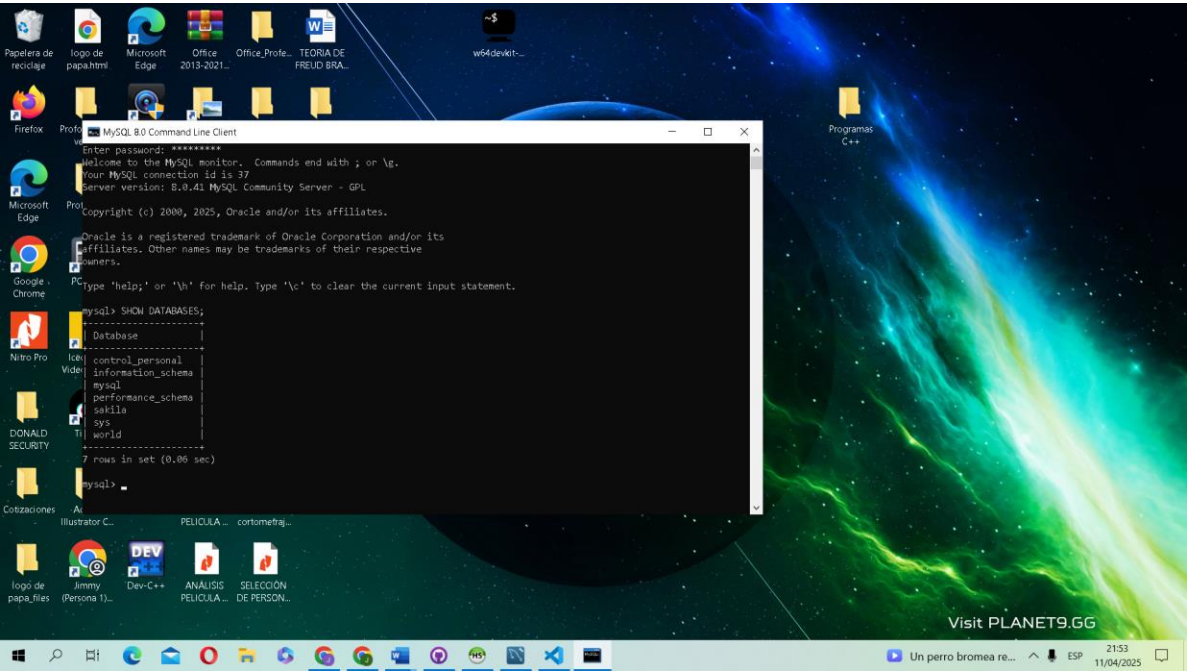 ~$
Papelera de
reciclaje
logo de
papa.html
Microsoft
Edge
Office
2013-2021...
Office_Profe...
TEORIA DE
FREUD BRA...
w64devkit-...
Firefox
Programas
C++
MySQL 8.0 Command Line Client
Enter password: *********
Welcome to the MySQL monitor.  Commands end with ; or \g.
Your MySQL connection id is 37
Server version: 8.0.41 MySQL Community Server - GPL
Copyright (c) 2000, 2025, Oracle and/or its affiliates.
Oracle is a registered trademark of Oracle Corporation and/or its
affiliates. Other names may be trademarks of their respective
owners.
Type 'help;' or '\h' for help. Type '\c' to clear the current input statement.
mysql> SHOW DATABASES;
+--------------------+
| Database           |
+--------------------+
| control_personal   |
| information_schema |
| mysql              |
| performance_schema |
| sakila             |
| sys                |
| world              |
+--------------------+
7 rows in set (0.06 sec)
mysql>
Microsoft
Edge
Google
Chrome
Nitro Pro
DONALD
SECURITY
Cotizaciones
Illustrator C...
PELICULA ...
cortometraj...
logo de
papa_files
Jimmy
(Persona 1)...
DEV
Dev-C++
ANÁLISIS
PELICULA ...
SELECCIÓN
DE PERSON...
Visit PLANET9.GG
Un perro bromea re...
ESP
21:53
11/04/2025